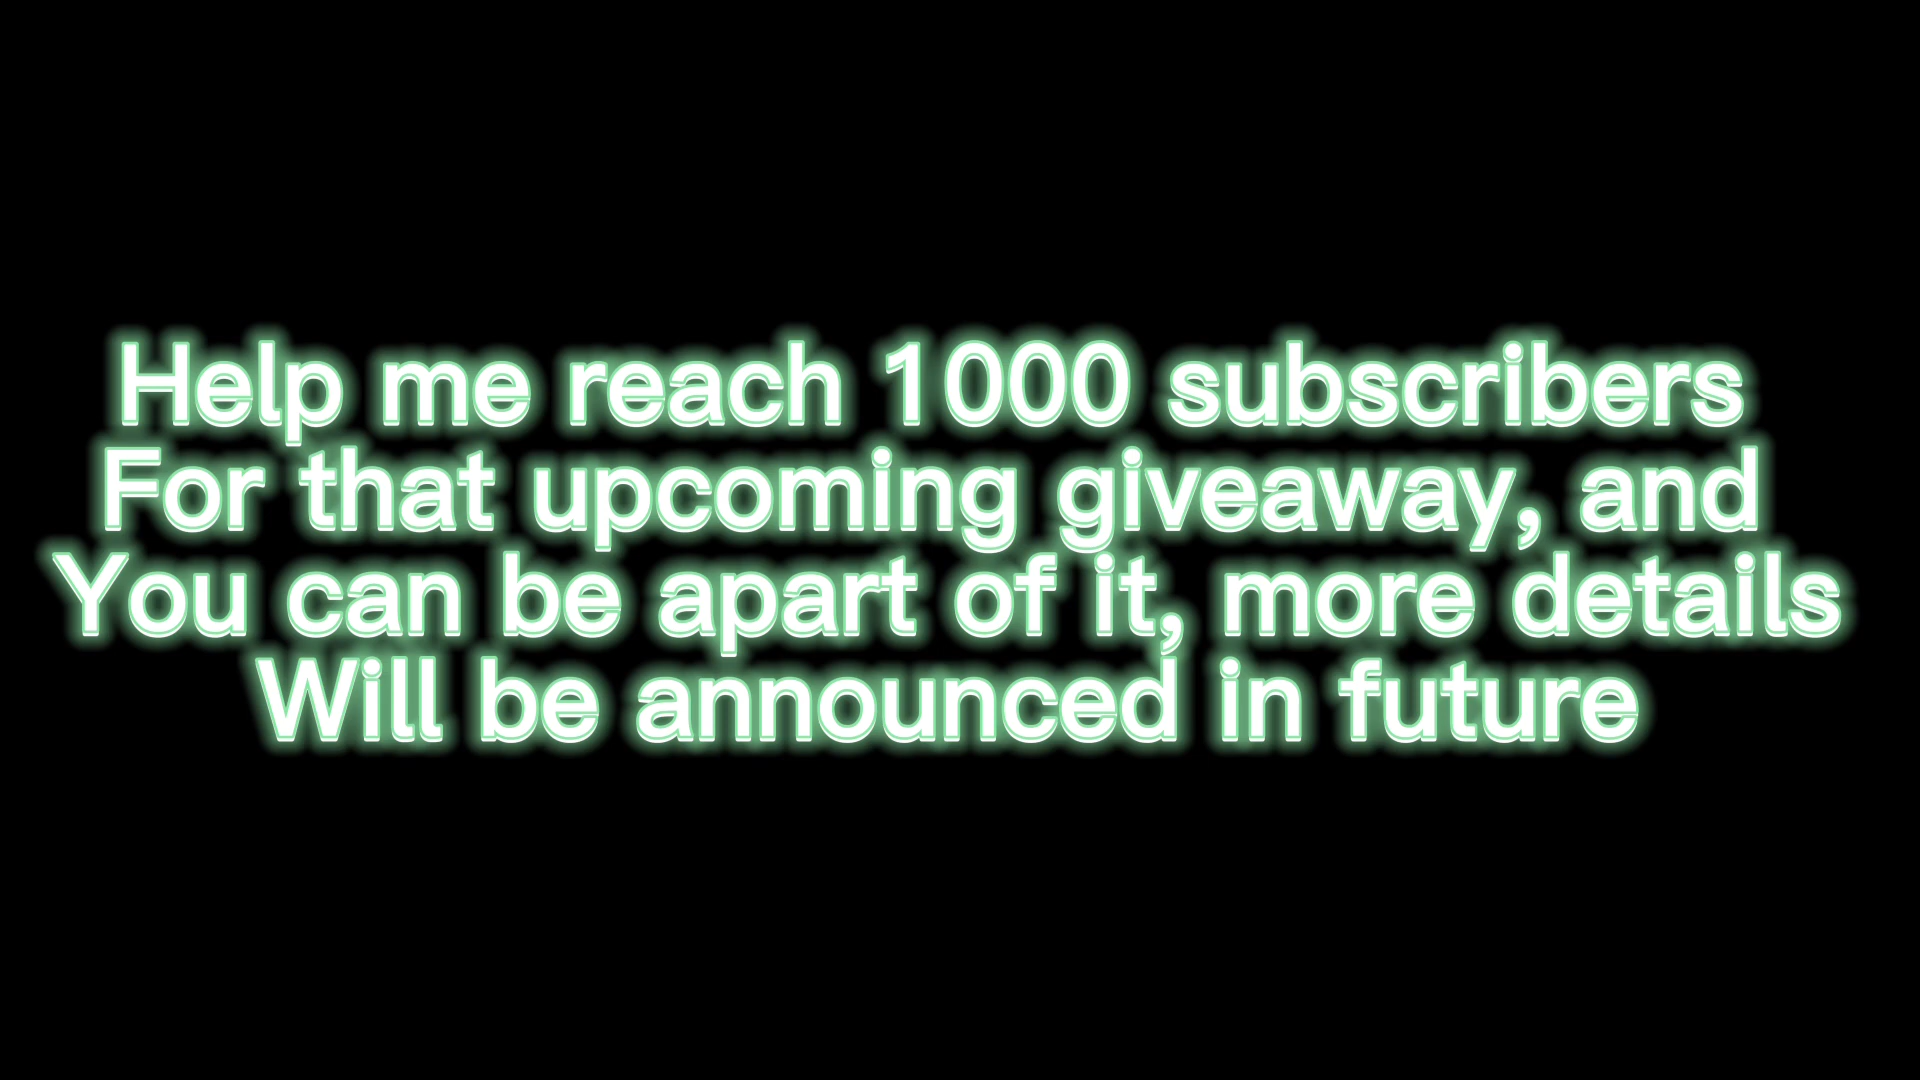 Help me reach 1000 subscribers
For that upcoming giveaway, and
You can be apart of it, more details
Will be announced in future